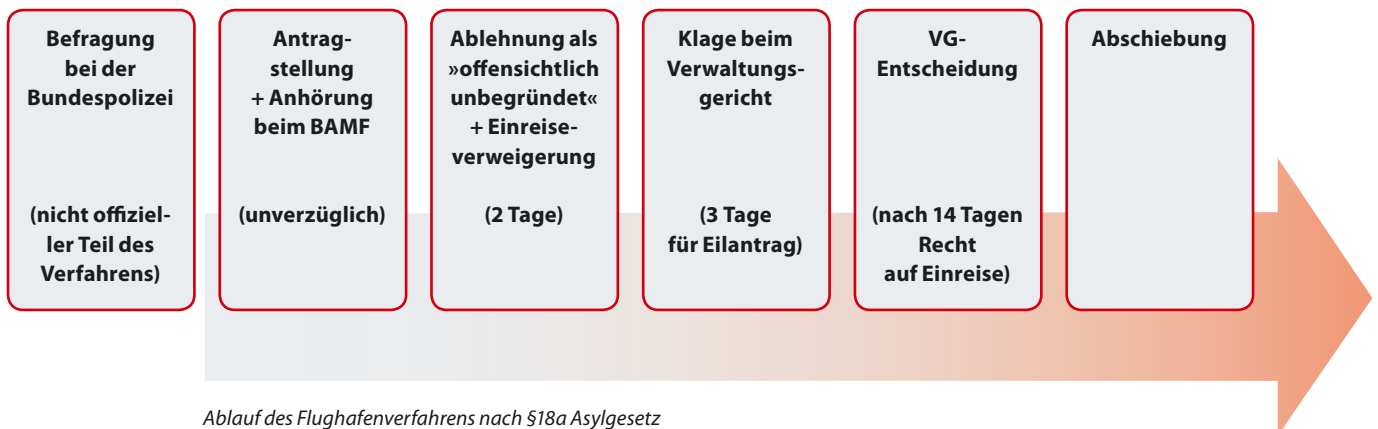 Befragung
bei der
Bundespolizei
(nicht offiziel-
ler Teil des
Verfahrens)
Antrag-
stellung
+ Anhörung
beim BAMF
(unverzüglich)
Ablehnung als
»offensichtlich
unbegründet«
+ Einreise-
verweigerung
(2 Tage)
Klage beim
Verwaltungs-
gericht
(3 Tage
für Eilantrag)
VG-
Entscheidung
(nach 14 Tagen
Recht
auf Einreise)
Abschiebung
Ablauf des Flughafenverfahrens nach §18a Asylgesetz